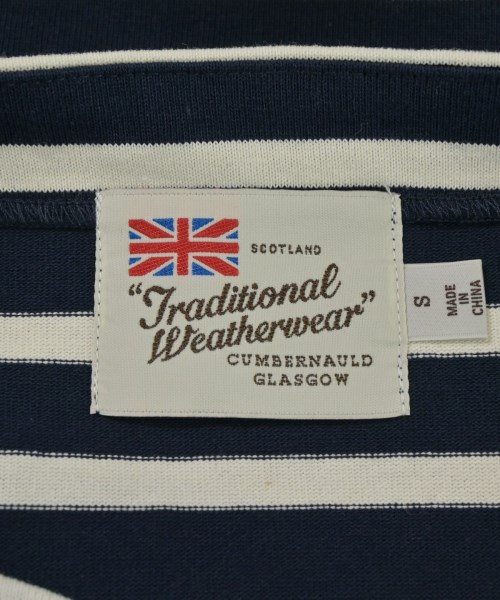 SCOTLAND
"Traditional
Weatherwear"
CUMBERNAULD
GLASGOW
S
MADE
IN
CHINA